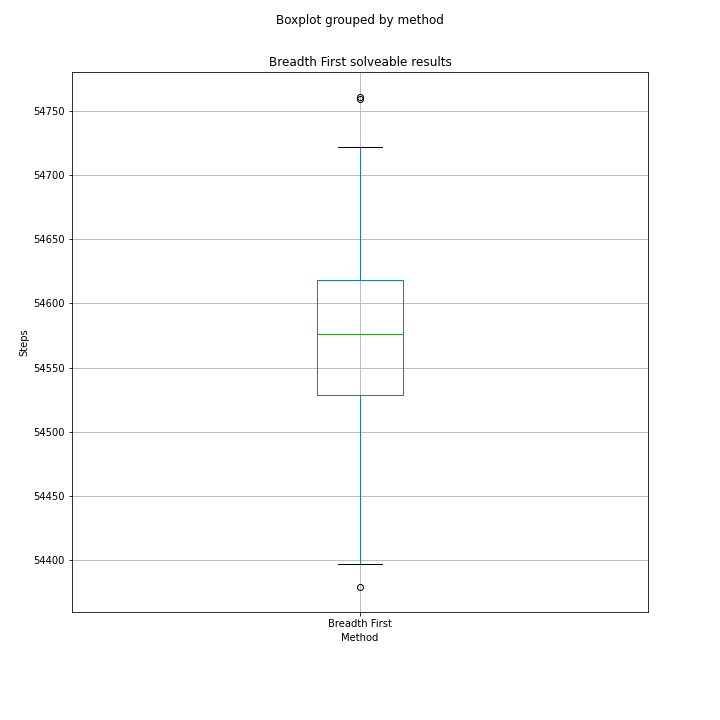 Boxplot grouped by method
Breadth First solveable results
54750
54700
54650
54600
54550
54500
54450
54400
Steps
Breadth First
Method